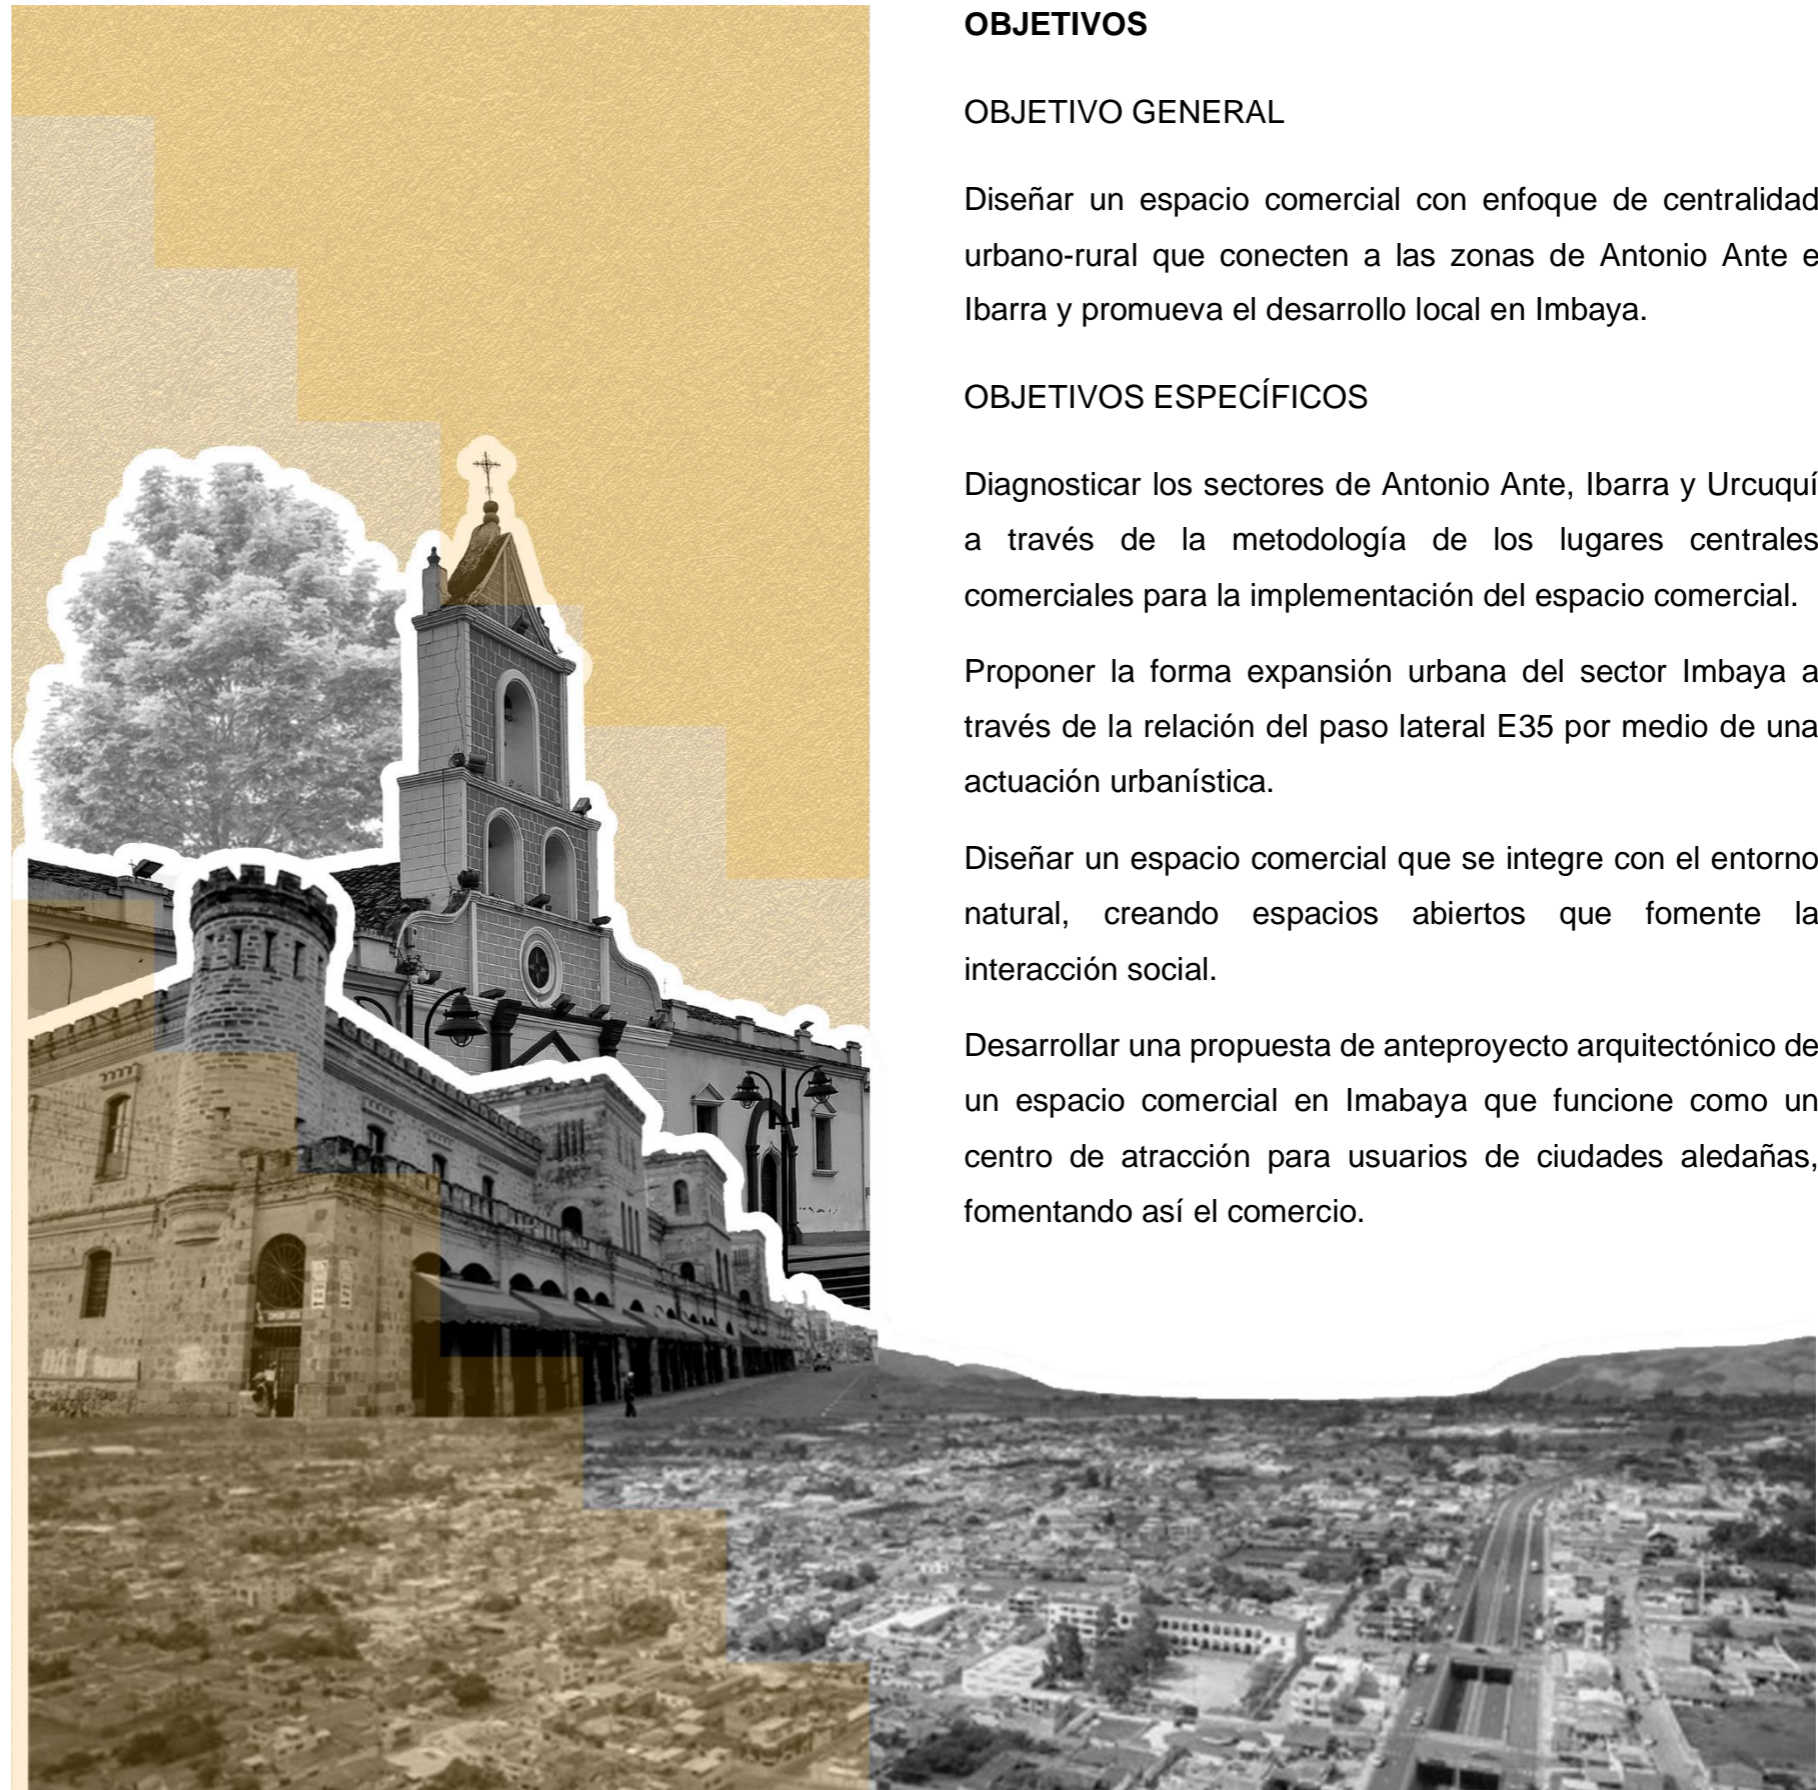 OBJETIVOS
OBJETIVO GENERAL
Diseñar un espacio comercial con enfoque de centralidad
urbano-rural que conecten a las zonas de Antonio Ante e
Ibarra y promueva el desarrollo local en Imbaya.
OBJETIVOS ESPECÍFICOS
Diagnosticar los sectores de Antonio Ante, Ibarra y Urcuquí
a través de la metodología de los lugares centrales
comerciales para la implementación del espacio comercial.
Proponer la forma expansión urbana del sector Imbaya a
través de la relación del paso lateral E35 por medio de una
actuación urbanística.
Diseñar un espacio comercial que se integre con el entorno
natural, creando espacios abiertos que fomente la
interacción social.
Desarrollar una propuesta de anteproyecto arquitectónico de
un espacio comercial en Imabaya que funcione como un
centro de atracción para usuarios de ciudades aledañas,
fomentando así el comercio.